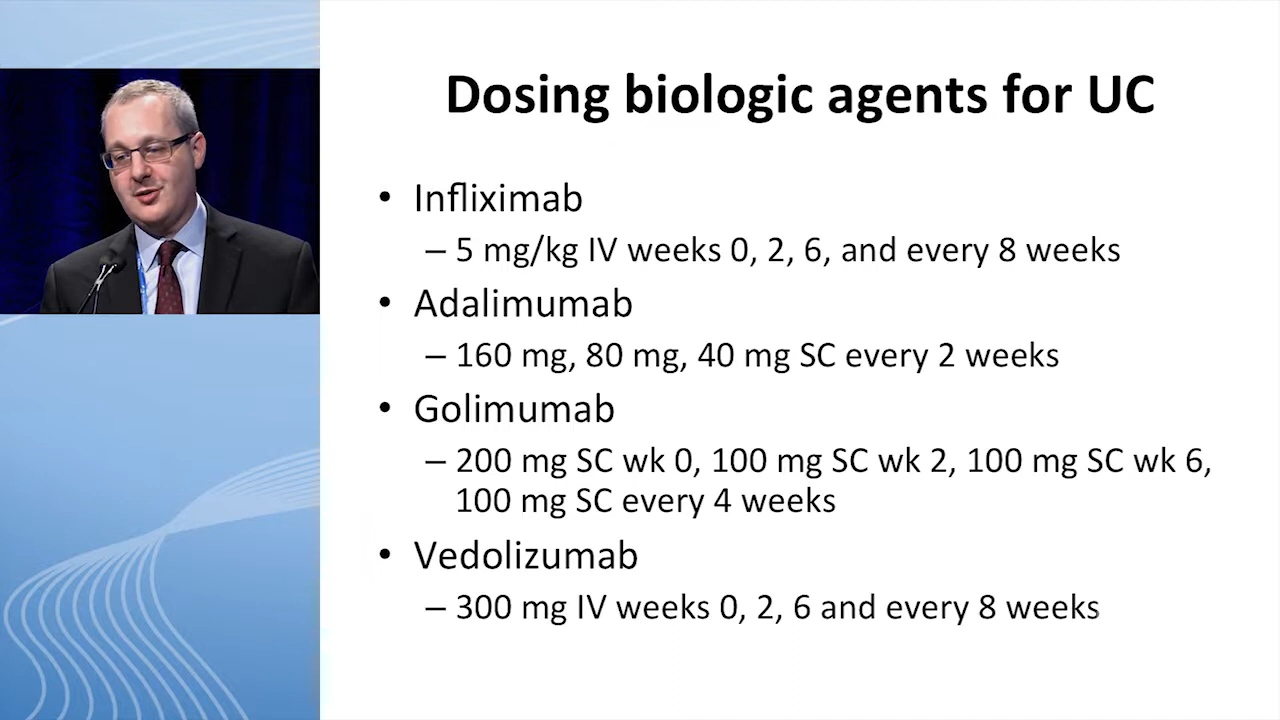 Dosing biologic agents for UC
• Infliximab
– 5 mg/kg IV weeks 0, 2, 6, and every 8 weeks
• Adalimumab
– 160 mg, 80 mg, 40 mg SC every 2 weeks
• Golimumab
– 200 mg SC wk 0, 100 mg SC wk 2, 100 mg SC wk 6,
100 mg SC every 4 weeks
• Vedolizumab
– 300 mg IV weeks 0, 2, 6 and every 8 weeks